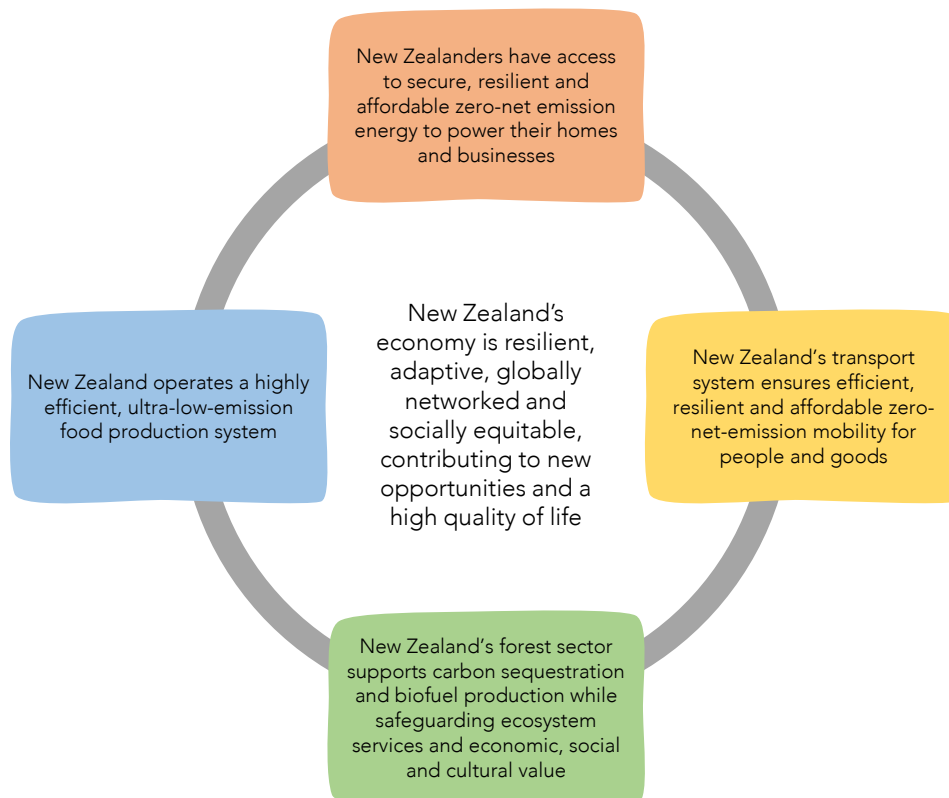 New Zealanders have access
to secure, resilient and
affordable zero-net emission
energy to power their homes
and businesses
New Zealand operates a highly
efficient, ultra-low-emission
food production system
New Zealand’s
economy is resilient,
adaptive, globally
networked and
socially equitable,
contributing to new
opportunities and a
high quality of life
New Zealand’s transport
system ensures efficient,
resilient and affordable zero-
net-emission mobility for
people and goods
New Zealand’s forest sector
supports carbon sequestration
and biofuel production while
safeguarding ecosystem
services and economic, social
and cultural value